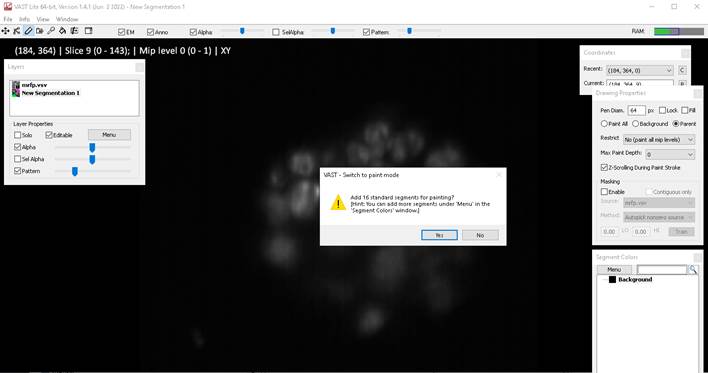 VAST Lite 64-bit, Version 1.4.1 (Jun 2 2022) - New Segmentation 1
File Info View Window
EM Anno Alpha SelAlpha Pattern RAM:
(184, 364) | Slice 9 (0 - 143); | Mip level 0 (0 - 1) | XY
Layers
mrfp.vsv
New Segmentation 1
Layer Properties
Solo Editable Menu
Alpha
Sel Alpha
Pattern
VAST - Switch to paint mode
Add 16 standard segments for painting?
[Hint: You can add more segments under 'Menu' in the
'Segment Colors' window.]
Yes No
Coordinates
Recent: (184, 364, 0) C
Current: (184, 364, 9)
Drawing Properties
Pen Diam. 64 px Lock Fill
Paint All Background Parent
Restrict No (paint all mip levels)
Max Paint Depth: 0
Z-Scrolling During Paint Stroke
Masking
Enable Contiguous only
Source: mrfp.vsv
Method: Autopick nonzero source
0.00 LO 0.00 HI Train
Segment Colors
Menu
Background